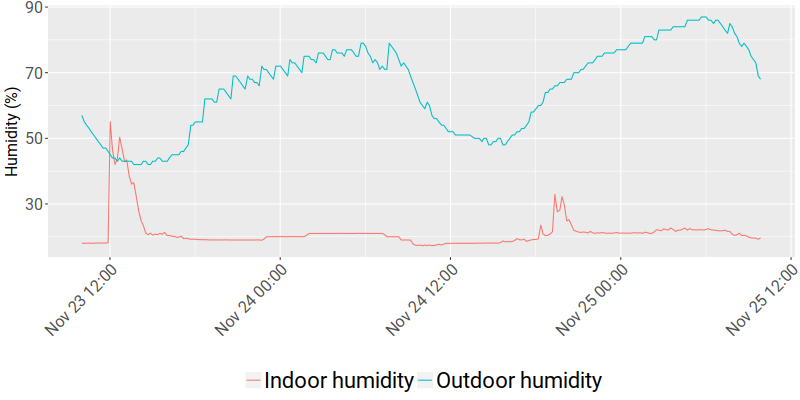 90
70
50
30
Humidity (%)
Nov 23 12:00
Nov 24 00:00
Nov 24 12:00
Nov 25 00:00
Nov 25 12:00
Indoor humidity Outdoor humidity